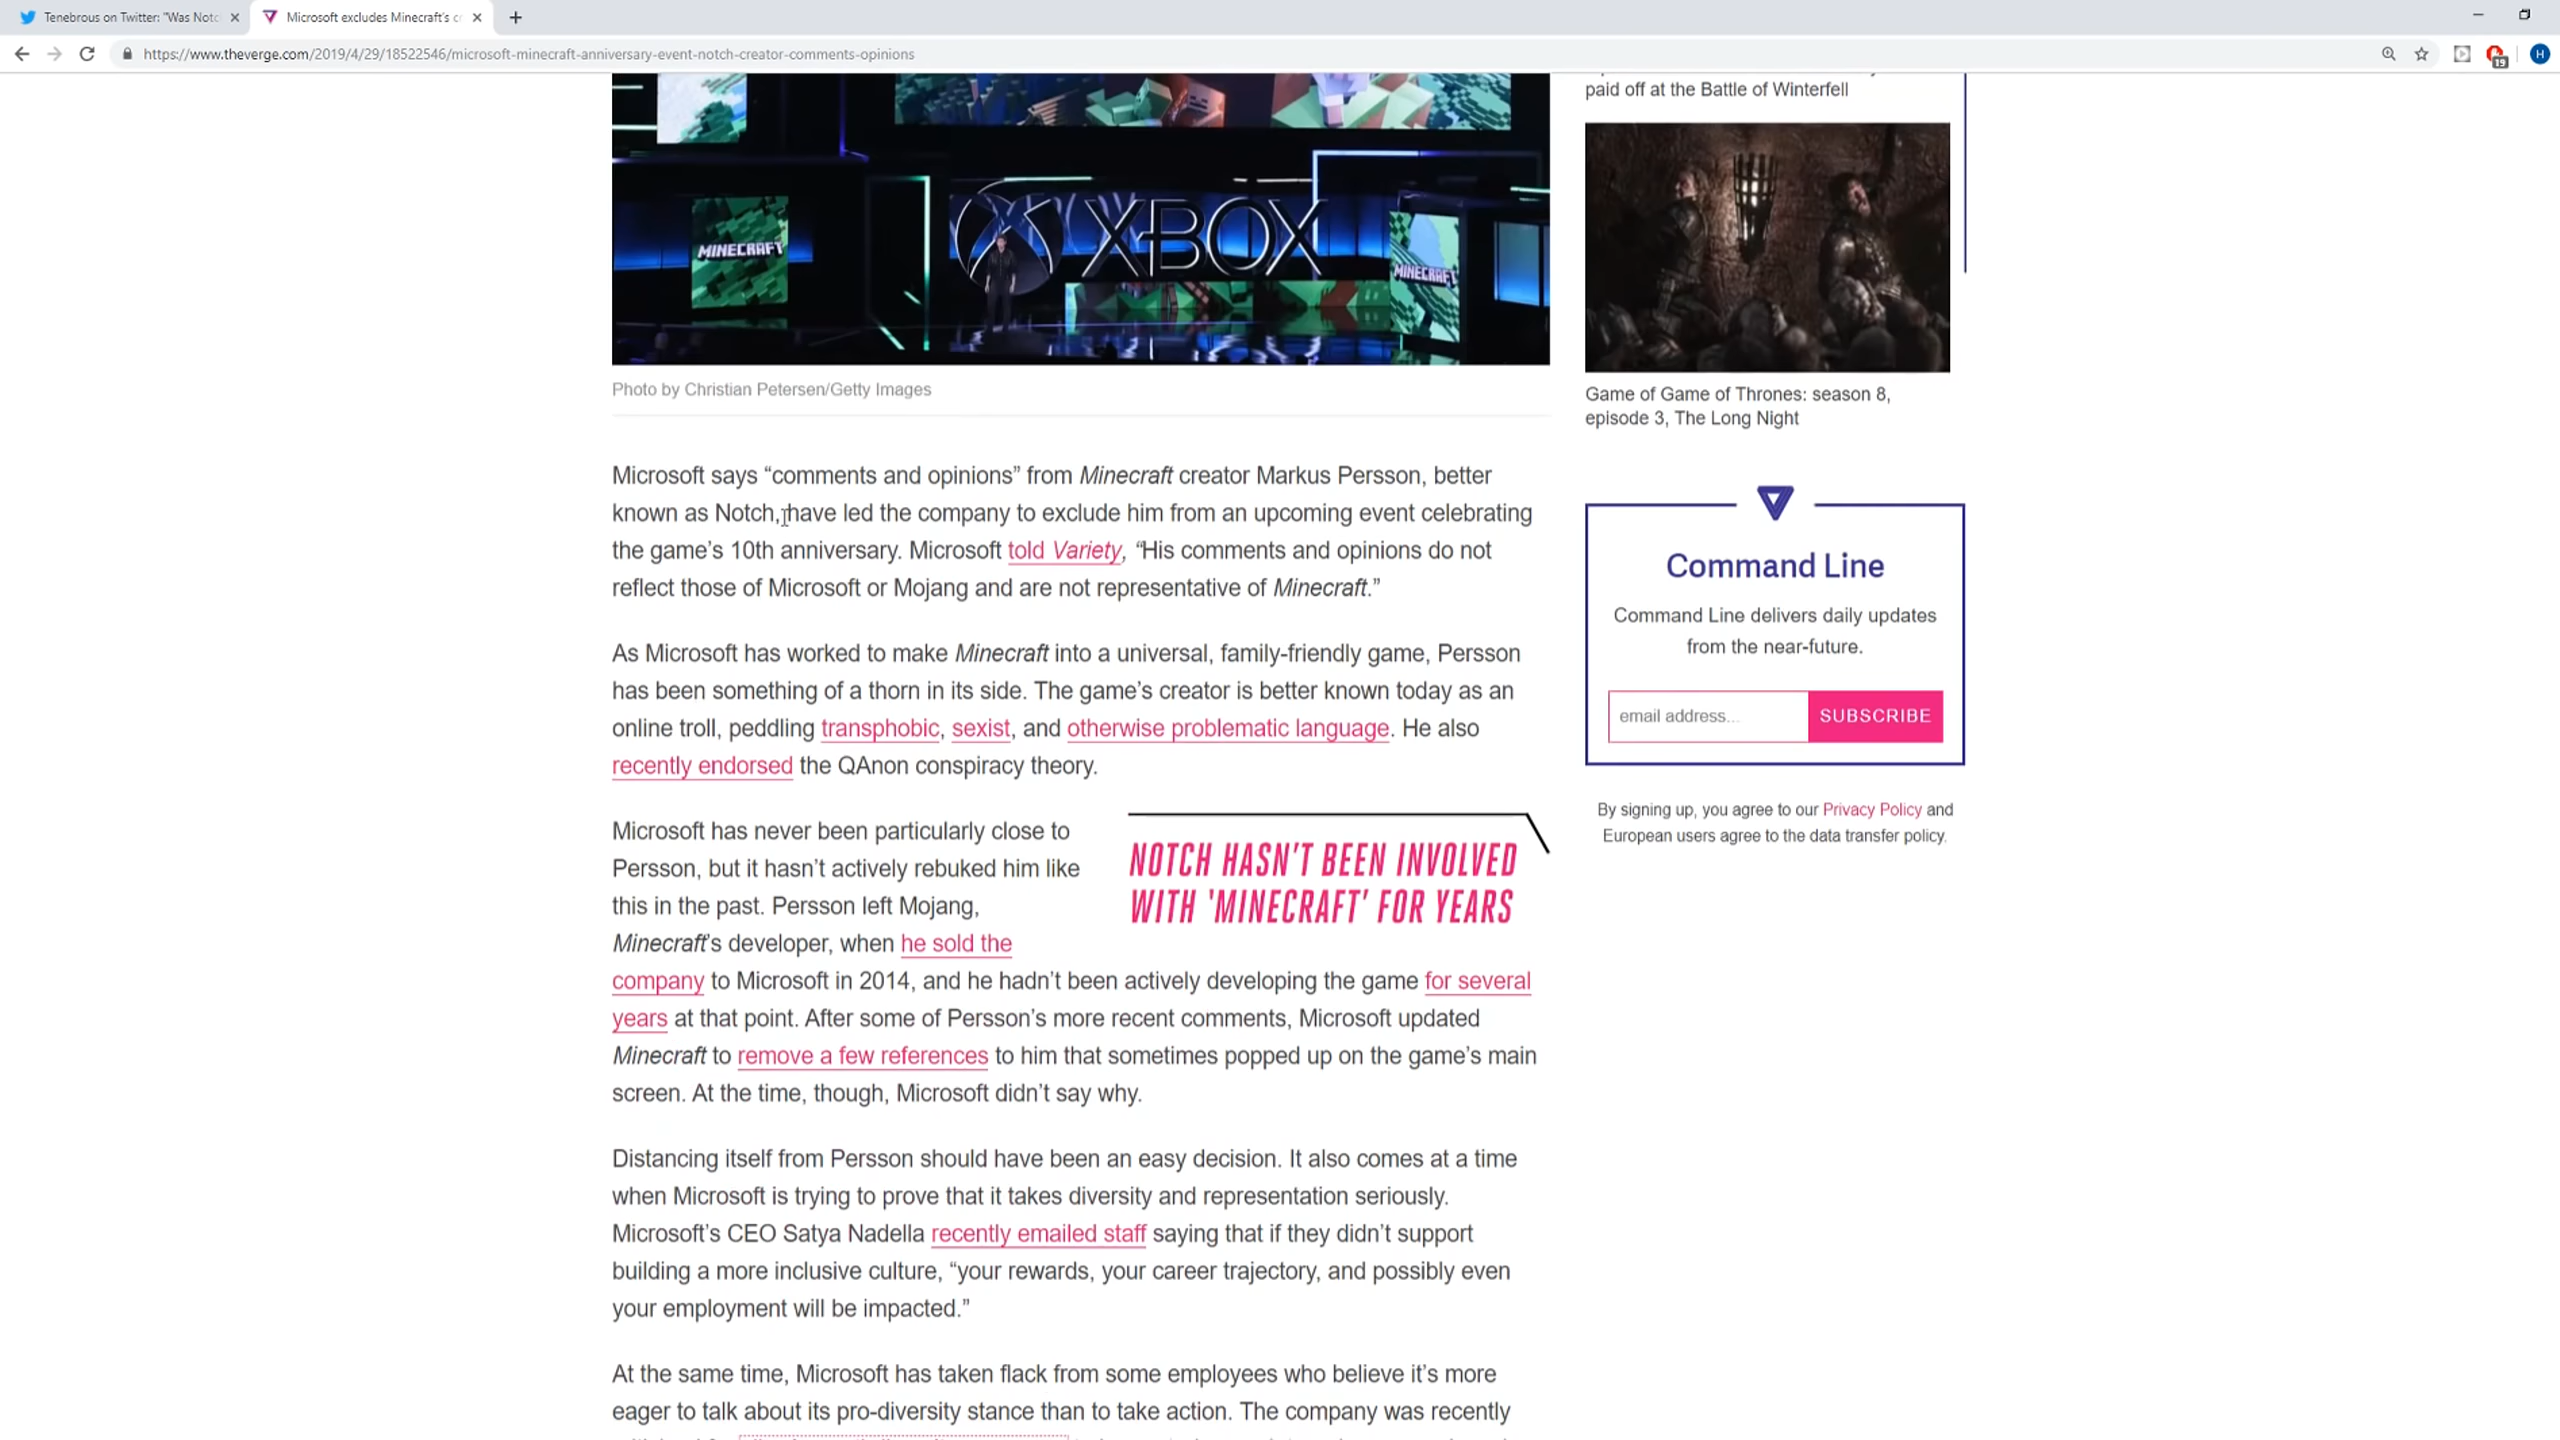 Tenebrous on Twitter: "Was Notc
Microsoft excludes Minecraft's c
https://www.theverge.com/2019/4/29/18522546/microsoft-minecraft-anniversary-event-notch-creator-comments-opinions
19
H
MINECRAFT
XBOX
MINECRAFT
Photo by Christian Petersen/Getty Images
Microsoft says “comments and opinions” from Minecraft creator Markus Persson, better
known as Notch, have led the company to exclude him from an upcoming event celebrating
the game’s 10th anniversary. Microsoft told Variety, “His comments and opinions do not
reflect those of Microsoft or Mojang and are not representative of Minecraft.”
As Microsoft has worked to make Minecraft into a universal, family-friendly game, Persson
has been something of a thorn in its side. The game’s creator is better known today as an
online troll, peddling transphobic, sexist, and otherwise problematic language. He also
recently endorsed the QAnon conspiracy theory.
Microsoft has never been particularly close to
Persson, but it hasn’t actively rebuked him like
this in the past. Persson left Mojang,
Minecraft’s developer, when he sold the
company to Microsoft in 2014, and he hadn’t been actively developing the game for several
years at that point. After some of Persson’s more recent comments, Microsoft updated
Minecraft to remove a few references to him that sometimes popped up on the game’s main
screen. At the time, though, Microsoft didn’t say why.
NOTCH HASN'T BEEN INVOLVED
WITH 'MINECRAFT' FOR YEARS
Distancing itself from Persson should have been an easy decision. It also comes at a time
when Microsoft is trying to prove that it takes diversity and representation seriously.
Microsoft’s CEO Satya Nadella recently emailed staff saying that if they didn’t support
building a more inclusive culture, “your rewards, your career trajectory, and possibly even
your employment will be impacted.”
At the same time, Microsoft has taken flack from some employees who believe it’s more
eager to talk about its pro-diversity stance than to take action. The company was recently
paid off at the Battle of Winterfell
Game of Game of Thrones: season 8,
episode 3, The Long Night
Command Line
Command Line delivers daily updates
from the near-future.
email address...
SUBSCRIBE
By signing up, you agree to our Privacy Policy and
European users agree to the data transfer policy.